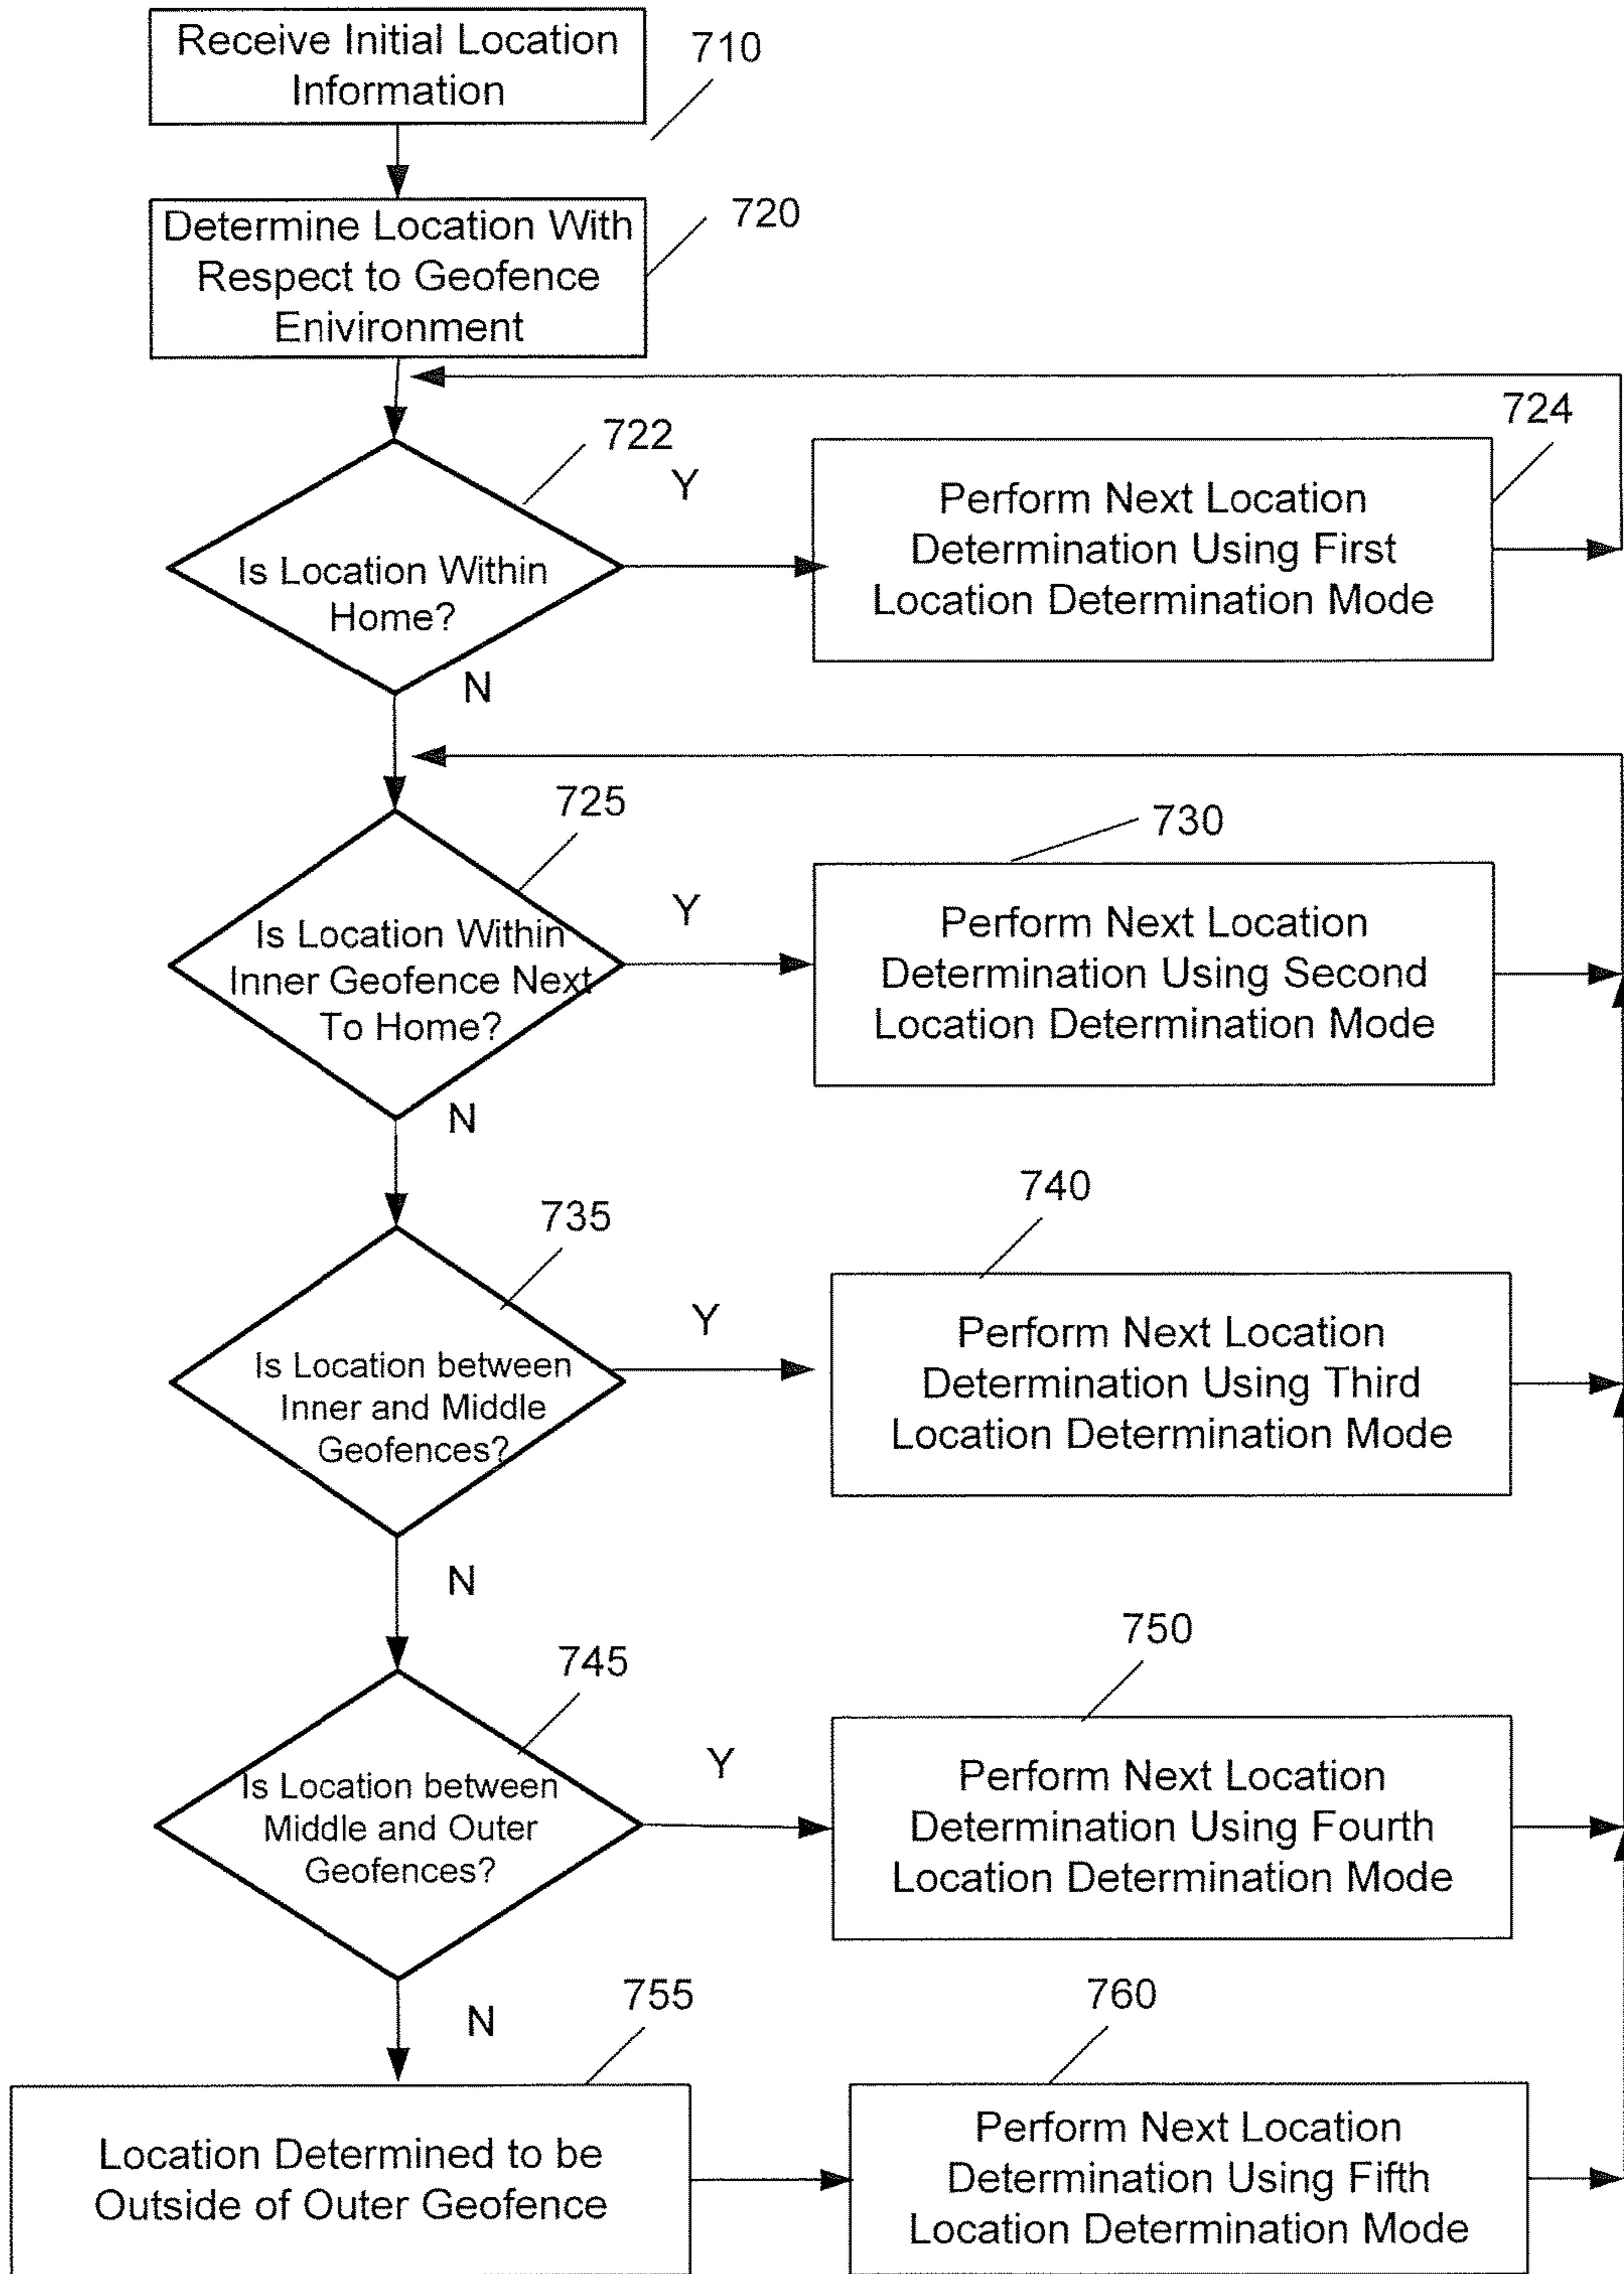 Receive Initial Location
Information
710
Determine Location With
Respect to Geofence
Enivironment
720
722
Y
Is Location Within
Home?
N
724
Perform Next Location
Determination Using First
Location Determination Mode
725
Y
Is Location Within
Inner Geofence Next
To Home?
N
730
Perform Next Location
Determination Using Second
Location Determination Mode
735
Y
Is Location between
Inner and Middle
Geofences?
N
740
Perform Next Location
Determination Using Third
Location Determination Mode
745
Y
Is Location between
Middle and Outer
Geofences?
N
750
Perform Next Location
Determination Using Fourth
Location Determination Mode
755
Location Determined to be
Outside of Outer Geofence
760
Perform Next Location
Determination Using Fifth
Location Determination Mode